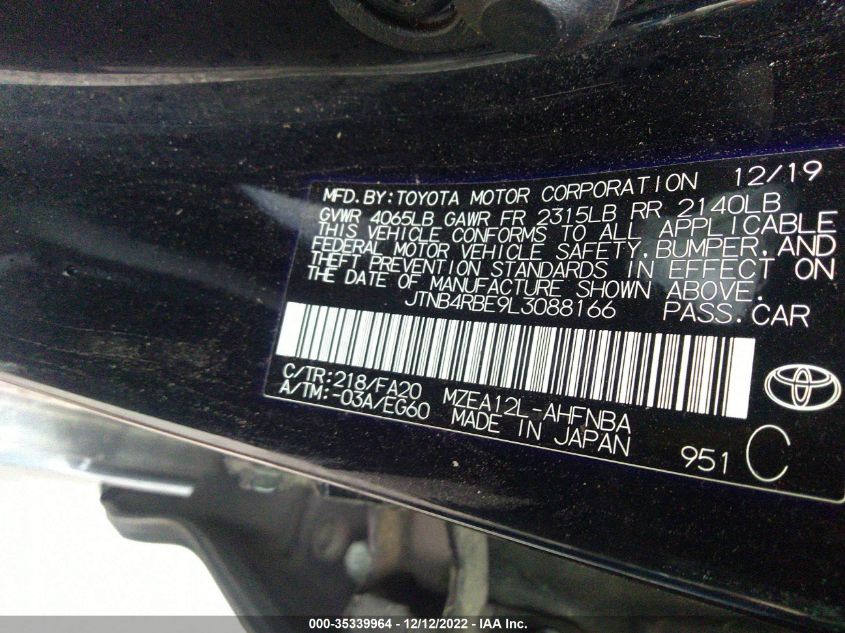 MFD.BY:TOYOTA MOTOR CORPORATION 12/19
GVWR 4065LB GAWR FR 2315LB RR 2140LB
THIS VEHICLE CONFORMS TO ALL APPLICABLE
FEDERAL MOTOR VEHICLE SAFETY,BUMPER,AND
THEFT PREVENTION STANDARDS IN EFFECT ON
THE DATE OF MANUFACTURE SHOWN ABOVE.
JTNB4RBE9L3088166 PASS.CAR
C/TR:218/FA20 MZEA12L-AHFNBA
A/TM:-03A/EG60 MADE IN JAPAN
951 C
000-35339964 - 12/12/2022 - IAA Inc.